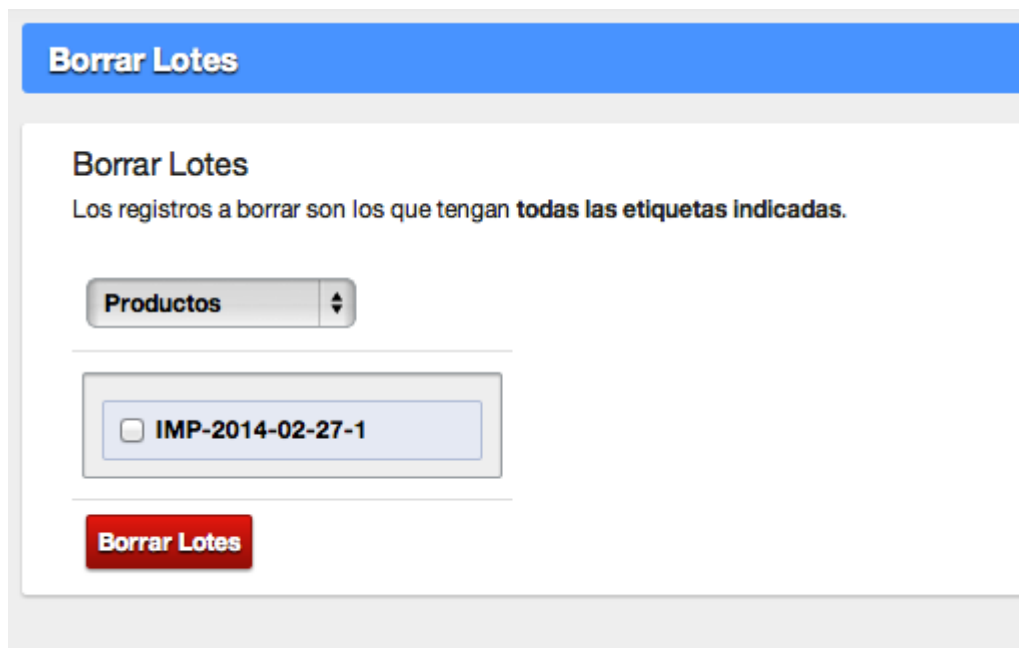 Borrar Lotes
Borrar Lotes
Los registros a borrar son los que tengan todas las etiquetas indicadas.
Productos
IMP-2014-02-27-1
Borrar Lotes